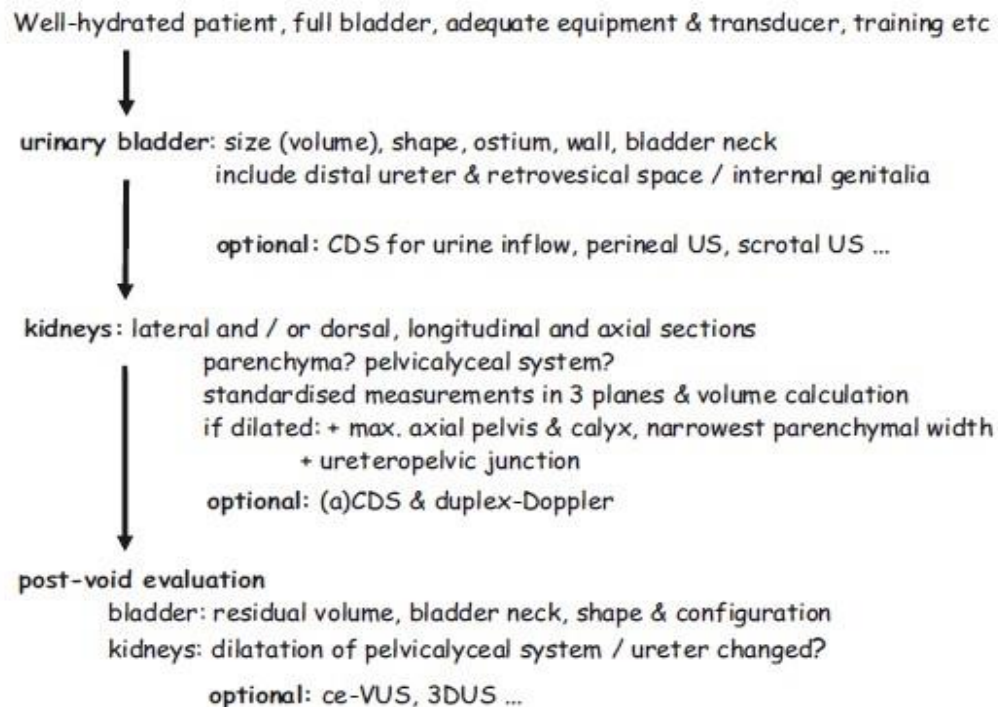 Well-hydrated patient, full bladder, adequate equipment & transducer, training etc
urinary bladder: size (volume), shape, ostium, wall, bladder neck
include distal ureter & retrovesical space / internal genitalia
optional: CDS for urine inflow, perineal US, scrotal US ...
kidneys: lateral and / or dorsal, longitudinal and axial sections
parenchyma? pelvicalyceal system?
standardised measurements in 3 planes & volume calculation
if dilated: + max. axial pelvis & calyx, narrowest parenchymal width
+ ureteropelvic junction
optional: (a)CDS & duplex-Doppler
post-void evaluation
bladder: residual volume, bladder neck, shape & configuration
kidneys: dilatation of pelvicalyceal system / ureter changed?
optional: ce-VUS, 3DUS ...